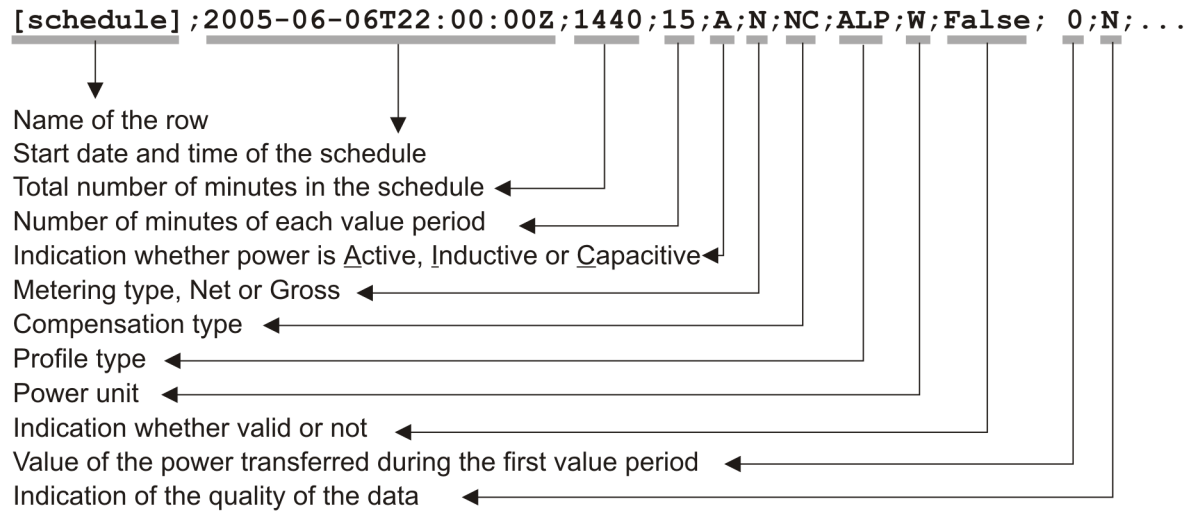 [schedule];2005-06-06T22:00:00Z;1440;15;A;N;NC;ALP;W;False; 0;N;...
Name of the row
Start date and time of the schedule
Total number of minutes in the schedule
Number of minutes of each value period
Indication whether power is Active, Inductive or Capacitive
Metering type, Net or Gross
Compensation type
Profile type
Power unit
Indication whether valid or not
Value of the power transferred during the first value period
Indication of the quality of the data